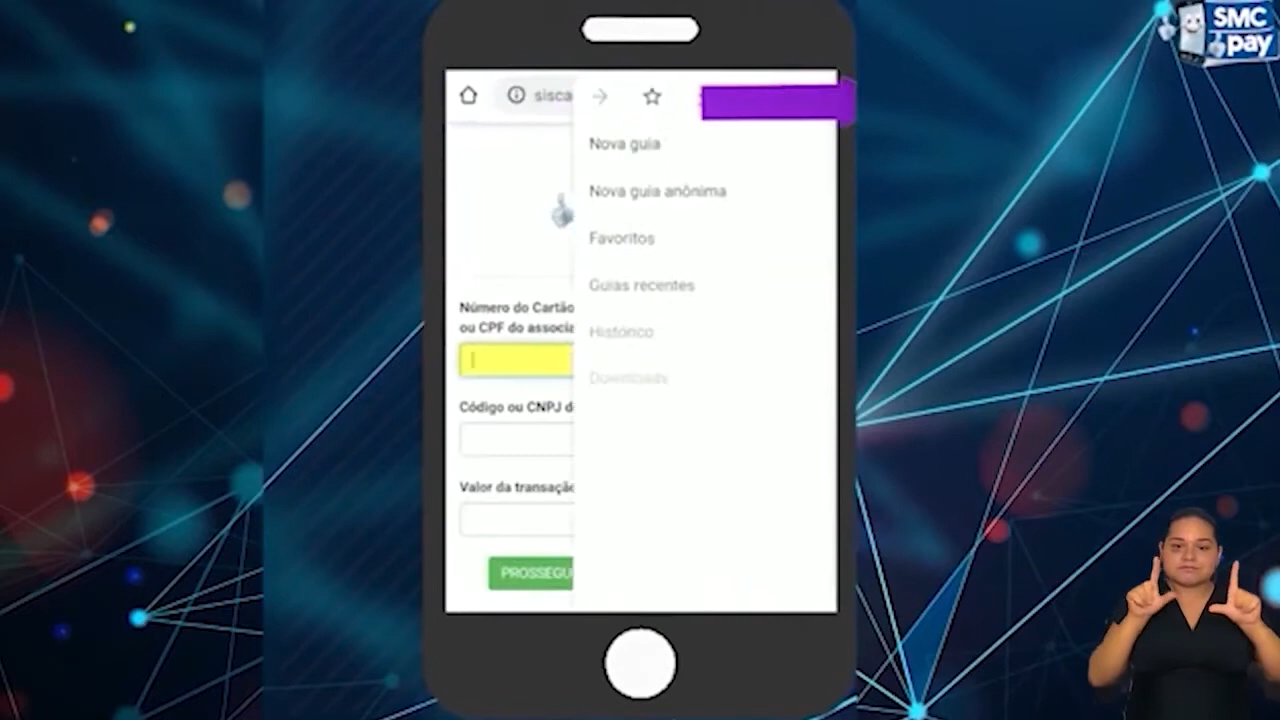 SMC
pay
sisca
Nova guia
Nova guia anônima
Favoritos
Guias recentes
Histórico
Downloads
Número do Cartão
ou CPF do associa
Código ou CNPJ d
Valor da transação
PROSSEGU